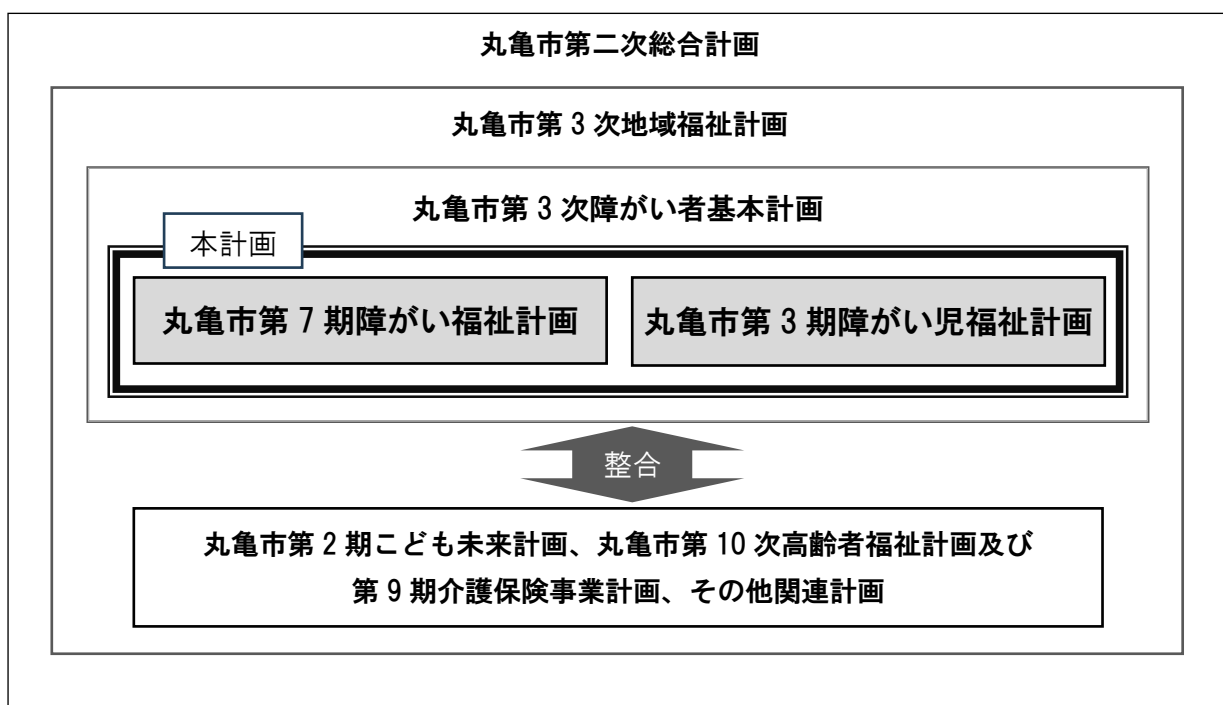 丸亀市第二次総合計画
丸亀市第3次地域福祉計画
丸亀市第3次障がい者基本計画
本計画
丸亀市第7期障がい福祉計画
丸亀市第3期障がい児福祉計画
整合
丸亀市第2期こども未来計画、丸亀市第10次高齢者福祉計画及び
第9期介護保険事業計画、その他関連計画